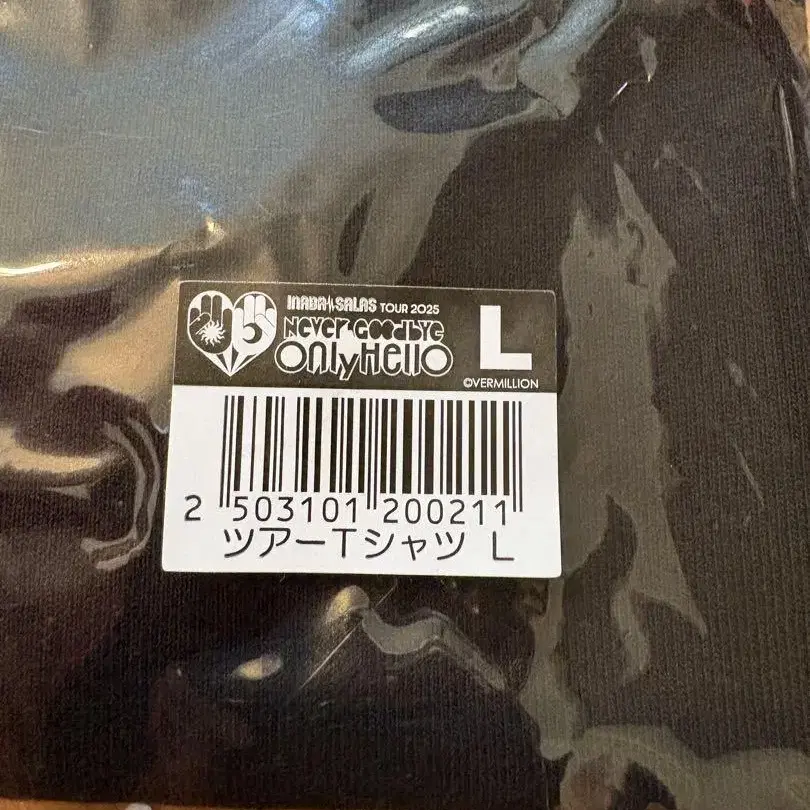 INABA SALAS TOUR 2025
Never Goodbye
Only Hello
L
©VERMILLION
2 503101 200211
ツアーTシャツ L